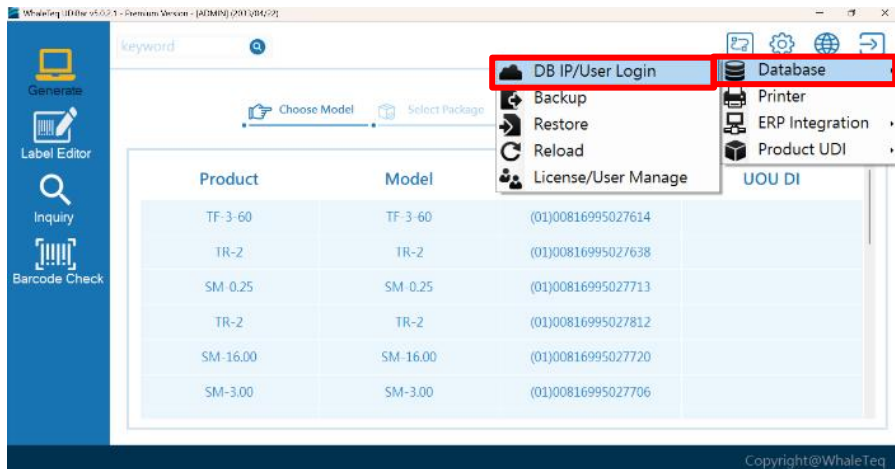 WhaleTeq UDI Bar v5.0.2.1 - Premium Version - [ADMIN]
keyword
Generate
Label Editor
Inquiry
Barcode Check
Choose Model
Select Package
DB IP/User Login
Backup
Restore
Reload
License/User Manage
Database
Printer
ERP Integration
Product UDI
Product Model UOU DI
TF-3-60 TF-3-60 (01)00816995027614
TR-2 TR-2 (01)00816995027638
SM-0.25 SM-0.25 (01)00816995027713
TR-2 TR-2 (01)00816995027812
SM-16.00 SM-16.00 (01)00816995027720
SM-3.00 SM-3.00 (01)00816995027706
Copyright@WhaleTeq